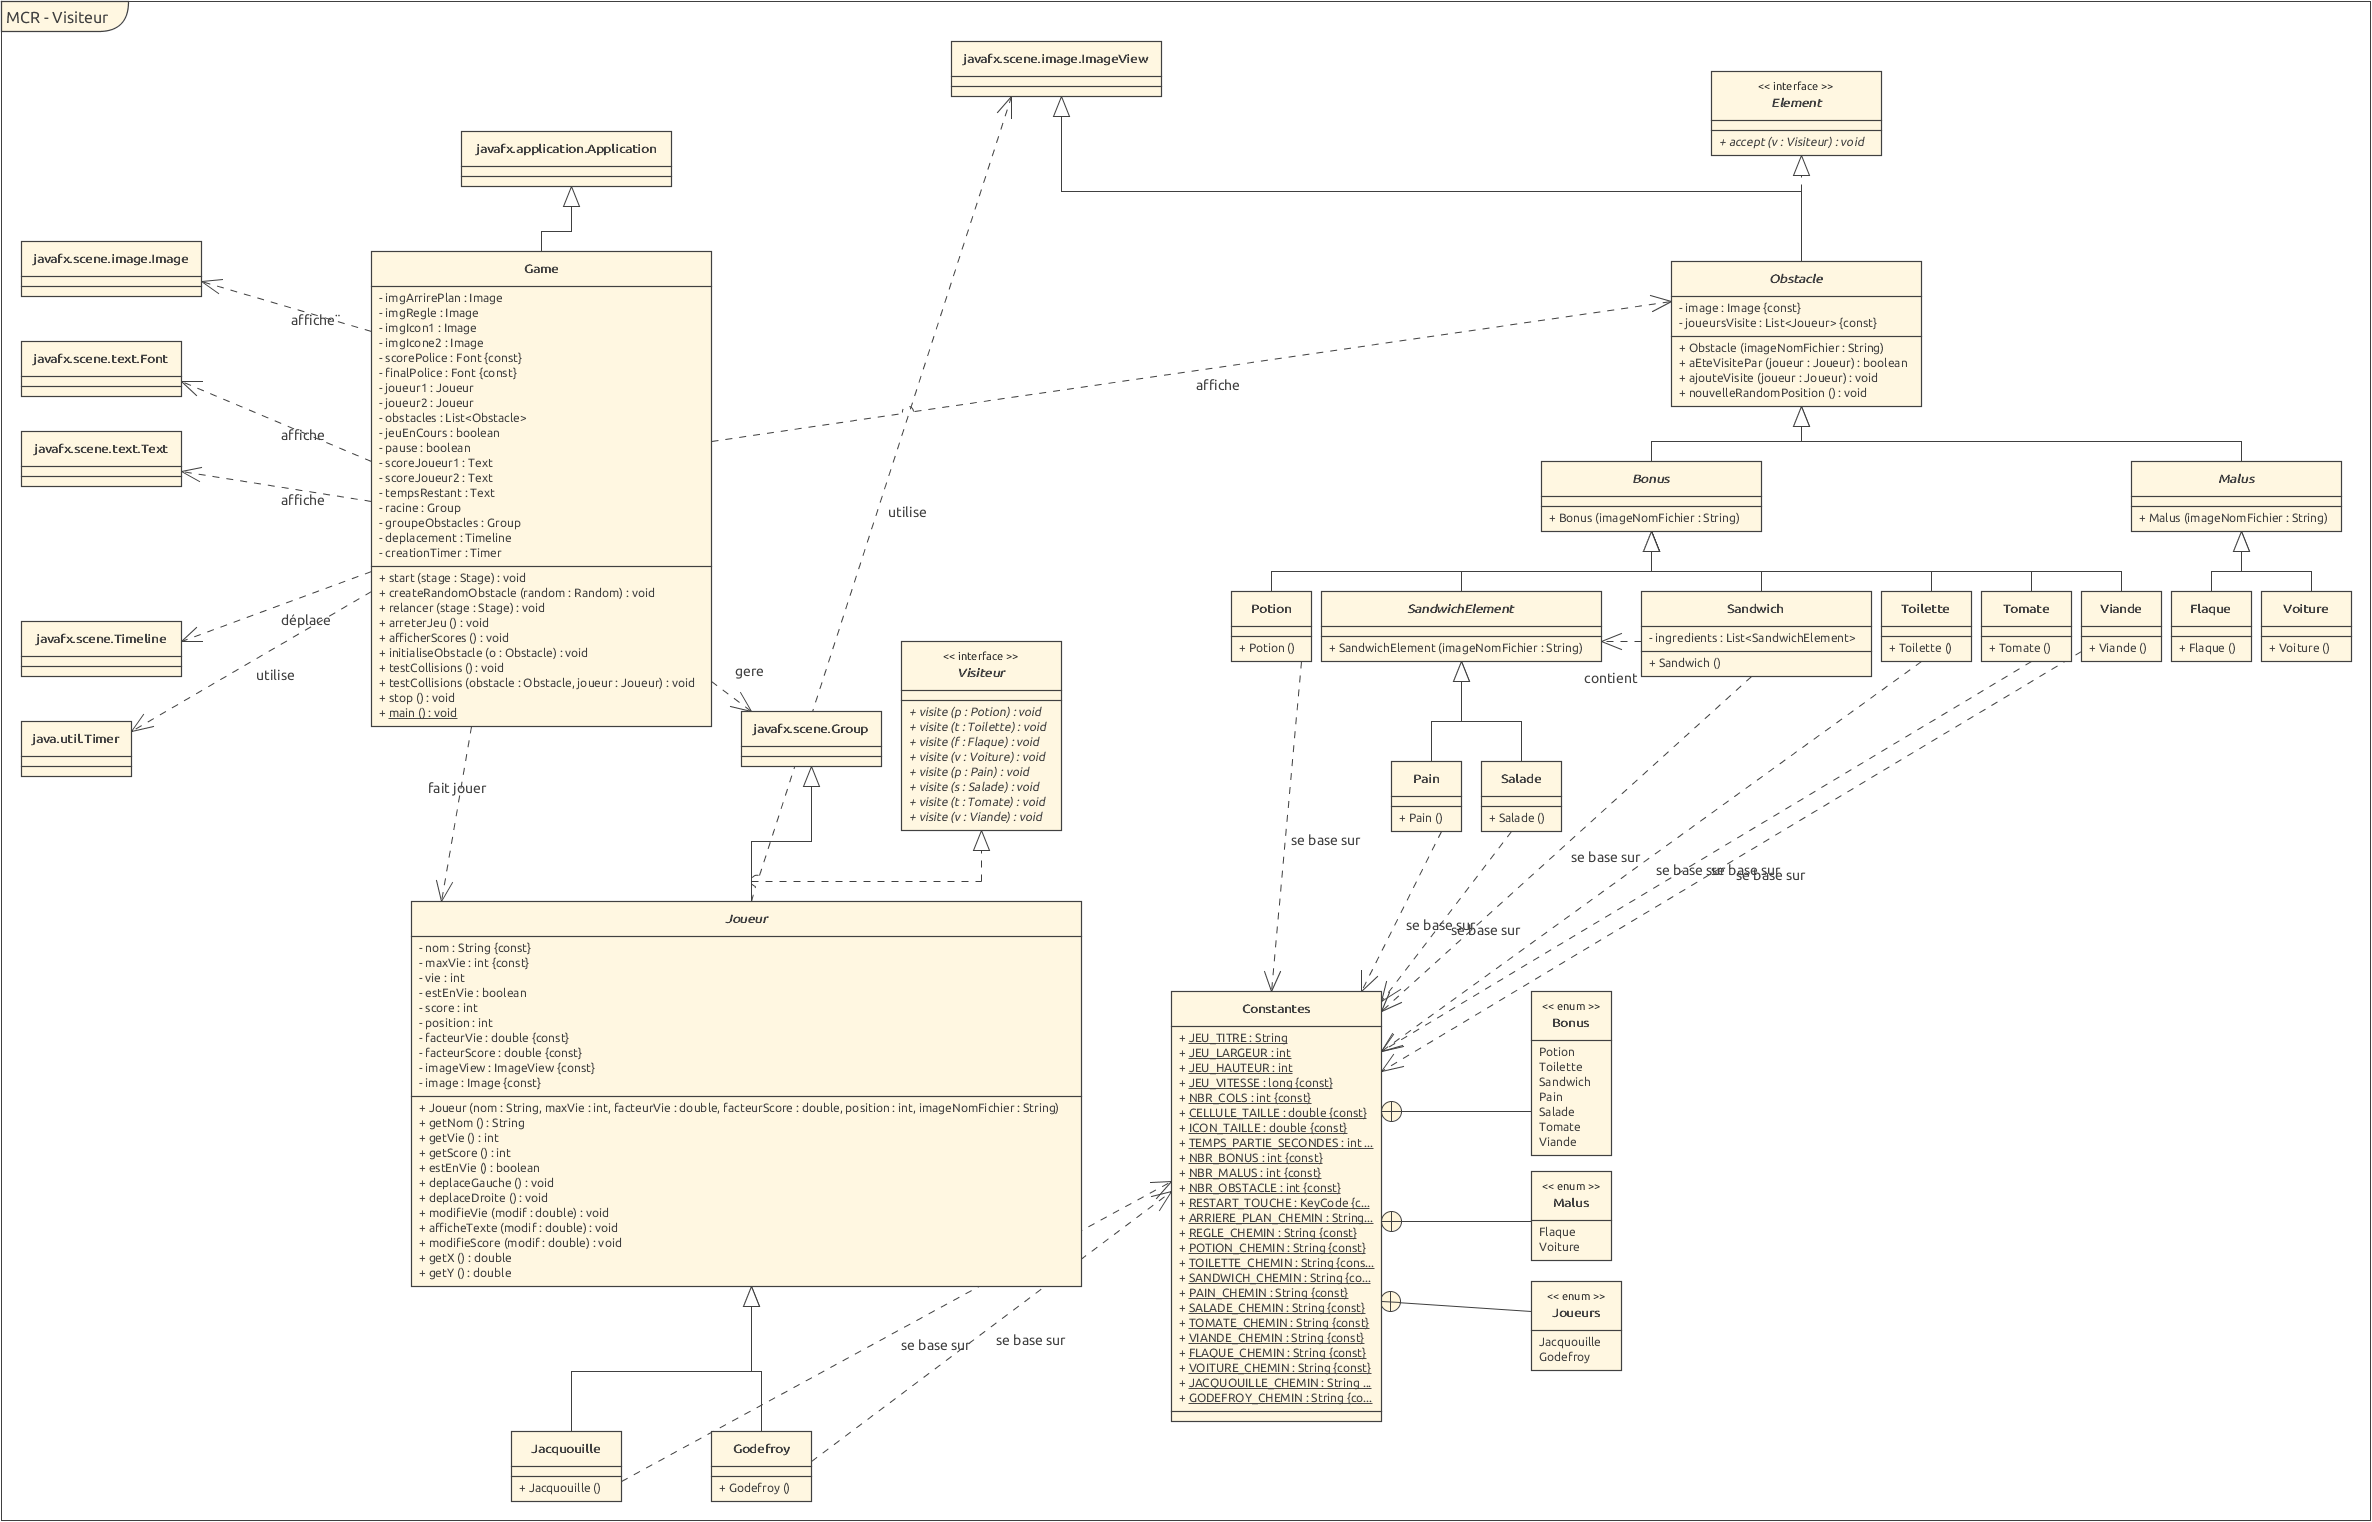 MCR - Visiteur
javafx.scene.image.ImageView
<< interface >>
Element
+ accept (v : Visiteur) : void
javafx.application.Application
javafx.scene.image.Image
affiche¨
javafx.scene.text.Font
affiche
javafx.scene.text.Text
affiche
javafx.scene.Timeline
déplace
java.util.Timer
utilise
Game
- imgArrirePlan : Image
- imgRegle : Image
- imgIcon1 : Image
- imgIcone2 : Image
- scorePolice : Font {const}
- finalPolice : Font {const}
- joueur1 : Joueur
- joueur2 : Joueur
- obstacles : List<Obstacle>
- jeuEnCours : boolean
- pause : boolean
- scoreJoueur1 : Text
- scoreJoueur2 : Text
- tempsRestant : Text
- racine : Group
- groupeObstacles : Group
- deplacement : Timeline
- creationTimer : Timer
+ start (stage : Stage) : void
+ createRandomObstacle (random : Random) : void
+ relancer (stage : Stage) : void
+ arreterJeu () : void
+ afficherScores () : void
+ initialiseObstacle (o : Obstacle) : void
+ testCollisions () : void
+ testCollisions (obstacle : Obstacle, joueur : Joueur) : void
+ stop () : void
+ main () : void
affiche
utilise
gere
fait jouer
javafx.scene.Group
<< interface >>
Visiteur
+ visite (p : Potion) : void
+ visite (t : Toilette) : void
+ visite (f : Flaque) : void
+ visite (v : Voiture) : void
+ visite (p : Pain) : void
+ visite (s : Salade) : void
+ visite (t : Tomate) : void
+ visite (v : Viande) : void
Obstacle
- image : Image {const}
- joueursVisite : List<Joueur> {const}
+ Obstacle (imageNomFichier : String)
+ aEteVisitePar (joueur : Joueur) : boolean
+ ajouteVisite (joueur : Joueur) : void
+ nouvelleRandomPosition () : void
Bonus
+ Bonus (imageNomFichier : String)
Malus
+ Malus (imageNomFichier : String)
Potion
+ Potion ()
SandwichElement
+ SandwichElement (imageNomFichier : String)
Sandwich
- ingredients : List<SandwichElement>
+ Sandwich ()
contient
Toilette
+ Toilette ()
Tomate
+ Tomate ()
Viande
+ Viande ()
Flaque
+ Flaque ()
Voiture
+ Voiture ()
Pain
+ Pain ()
Salade
+ Salade ()
se base sur
se base sur
se base sur
se base sur
se base sur
se base sur
se base sur
Joueur
- nom : String {const}
- maxVie : int {const}
- vie : int
- estEnVie : boolean
- score : int
- position : int
- facteurVie : double {const}
- facteurScore : double {const}
- imageView : ImageView {const}
- image : Image {const}
+ Joueur (nom : String, maxVie : int, facteurVie : double, facteurScore : double, position : int, imageNomFichier : String)
+ getNom () : String
+ getVie () : int
+ getScore () : int
+ estEnVie () : boolean
+ deplaceGauche () : void
+ deplaceDroite () : void
+ modifieVie (modif : double) : void
+ afficheTexte (modif : double) : void
+ modifieScore (modif : double) : void
+ getX () : double
+ getY () : double
se base sur
se base sur
Jacquouille
+ Jacquouille ()
Godefroy
+ Godefroy ()
Constantes
+ JEU_TITRE : String
+ JEU_LARGEUR : int
+ JEU_HAUTEUR : int
+ JEU_VITESSE : long {const}
+ NBR_COLS : int {const}
+ CELLULE_TAILLE : double {const}
+ ICON_TAILLE : double {const}
+ TEMPS_PARTIE_SECONDES : int ...
+ NBR_BONUS : int {const}
+ NBR_MALUS : int {const}
+ NBR_OBSTACLE : int {const}
+ RESTART_TOUCHE : KeyCode {c...
+ ARRIERE_PLAN_CHEMIN : String...
+ REGLE_CHEMIN : String {const}
+ POTION_CHEMIN : String {const}
+ TOILETTE_CHEMIN : String {cons...
+ SANDWICH_CHEMIN : String {co...
+ PAIN_CHEMIN : String {const}
+ SALADE_CHEMIN : String {const}
+ TOMATE_CHEMIN : String {const}
+ VIANDE_CHEMIN : String {const}
+ FLAQUE_CHEMIN : String {const}
+ VOITURE_CHEMIN : String {const}
+ JACQUOUILLE_CHEMIN : String ...
+ GODEFROY_CHEMIN : String {co...
<< enum >>
Bonus
Potion
Toilette
Sandwich
Pain
Salade
Tomate
Viande
<< enum >>
Malus
Flaque
Voiture
<< enum >>
Joueurs
Jacquouille
Godefroy